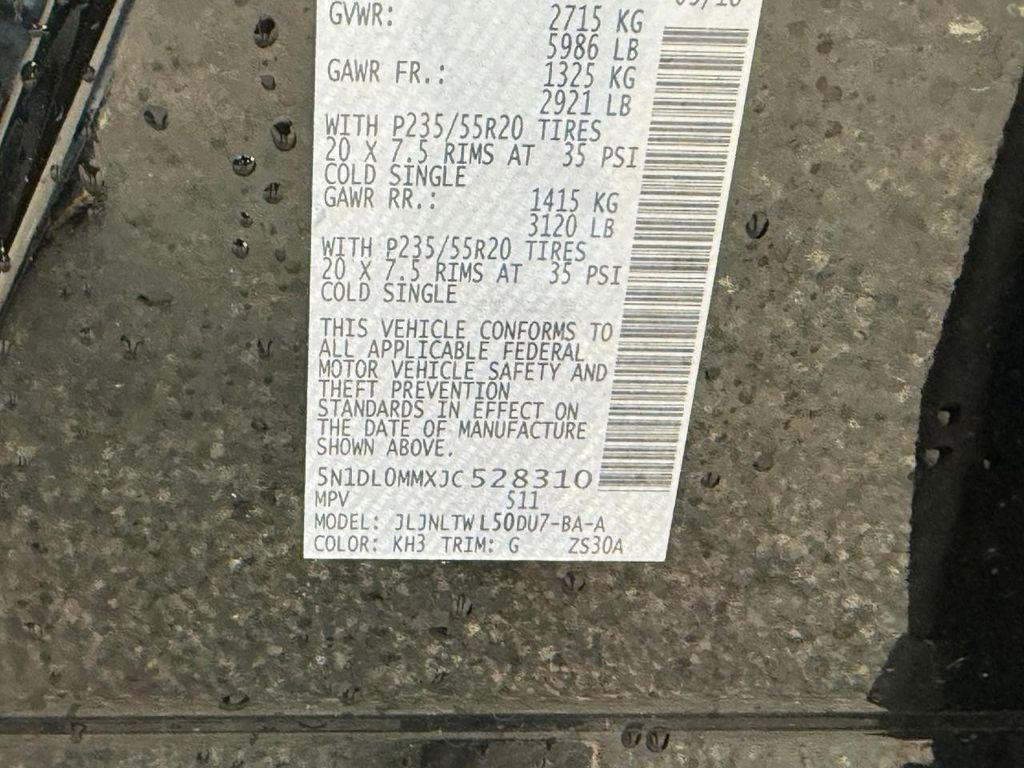 GVWR: 2715 KG
5986 LB
GAWR FR.: 1325 KG
2921 LB
WITH P235/55R20 TIRES
20 X 7.5 RIMS AT 35 PSI
COLD SINGLE
GAWR RR.: 1415 KG
3120 LB
WITH P235/55R20 TIRES
20 X 7.5 RIMS AT 35 PSI
COLD SINGLE
THIS VEHICLE CONFORMS TO
ALL APPLICABLE FEDERAL
MOTOR VEHICLE SAFETY AND
THEFT PREVENTION
STANDARDS IN EFFECT ON
THE DATE OF MANUFACTURE
SHOWN ABOVE.
5N1DL0MMXJC528310
MPV 511
MODEL: JLJNLTWL50DU7-BA-A
COLOR: KH3 TRIM: G ZS30A